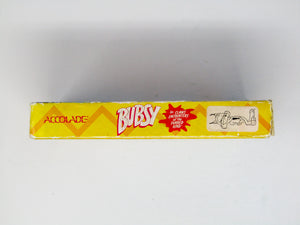 ACCOLADE
BUBSY
in: CLAWS
ENCOUNTERS
OF THE
FURRED
KIND